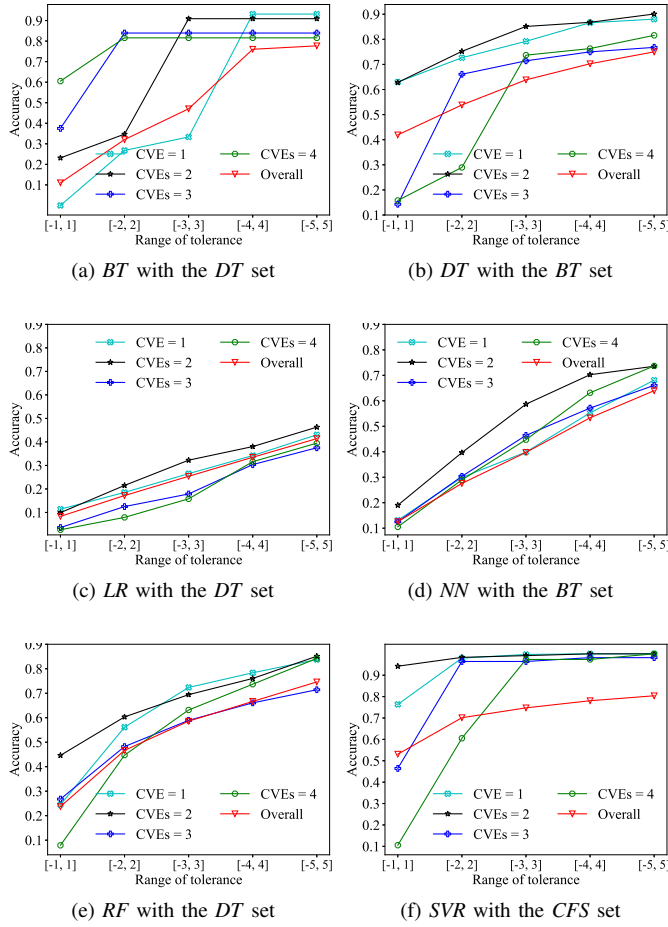 0.9
0.8
0.7
0.6
0.5
0.4
0.3
0.2
0.1
Accuracy
CVE = 1
CVEs = 2
CVEs = 3
CVEs = 4
Overall
[-1, 1] [-2, 2] [-3, 3] [-4, 4] [-5, 5]
Range of tolerance
(a) BT with the DT set
0.9
0.8
0.7
0.6
0.5
0.4
0.3
0.2
0.1
Accuracy
CVE = 1
CVEs = 2
CVEs = 3
CVEs = 4
Overall
[-1, 1] [-2, 2] [-3, 3] [-4, 4] [-5, 5]
Range of tolerance
(b) DT with the BT set
0.9
0.8
0.7
0.6
0.5
0.4
0.3
0.2
0.1
Accuracy
CVE = 1
CVEs = 2
CVEs = 3
CVEs = 4
Overall
[-1, 1] [-2, 2] [-3, 3] [-4, 4] [-5, 5]
Range of tolerance
(c) LR with the DT set
0.9
0.8
0.7
0.6
0.5
0.4
0.3
0.2
0.1
Accuracy
CVE = 1
CVEs = 2
CVEs = 3
CVEs = 4
Overall
[-1, 1] [-2, 2] [-3, 3] [-4, 4] [-5, 5]
Range of tolerance
(d) NN with the BT set
0.9
0.8
0.7
0.6
0.5
0.4
0.3
0.2
0.1
Accuracy
CVE = 1
CVEs = 2
CVEs = 3
CVEs = 4
Overall
[-1, 1] [-2, 2] [-3, 3] [-4, 4] [-5, 5]
Range of tolerance
(e) RF with the DT set
0.9
0.8
0.7
0.6
0.5
0.4
0.3
0.2
0.1
Accuracy
CVE = 1
CVEs = 2
CVEs = 3
CVEs = 4
Overall
[-1, 1] [-2, 2] [-3, 3] [-4, 4] [-5, 5]
Range of tolerance
(f) SVR with the CFS set